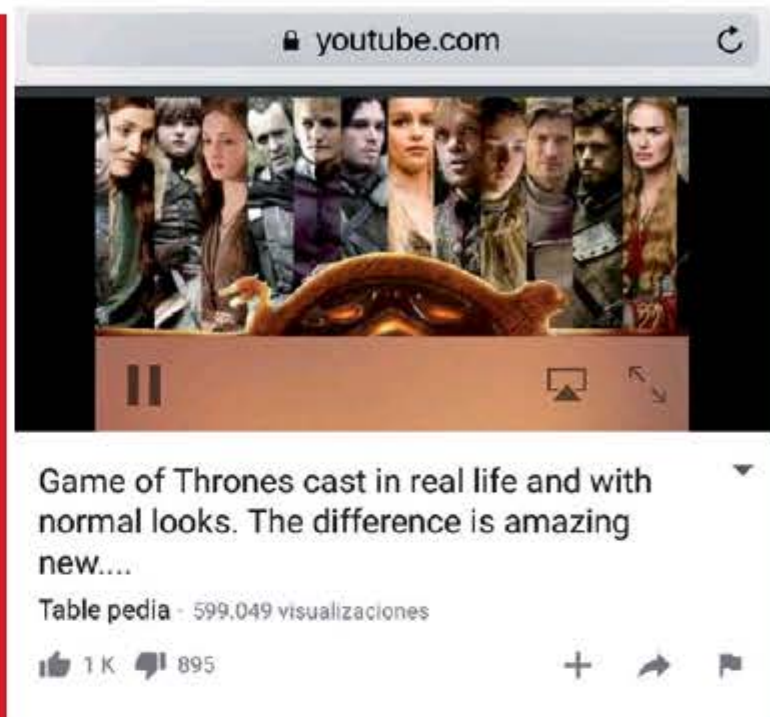 youtube.com
Game of Thrones cast in real life and with
normal looks. The difference is amazing
new....
Table pedia - 599.049 visualizaciones
1 K 895